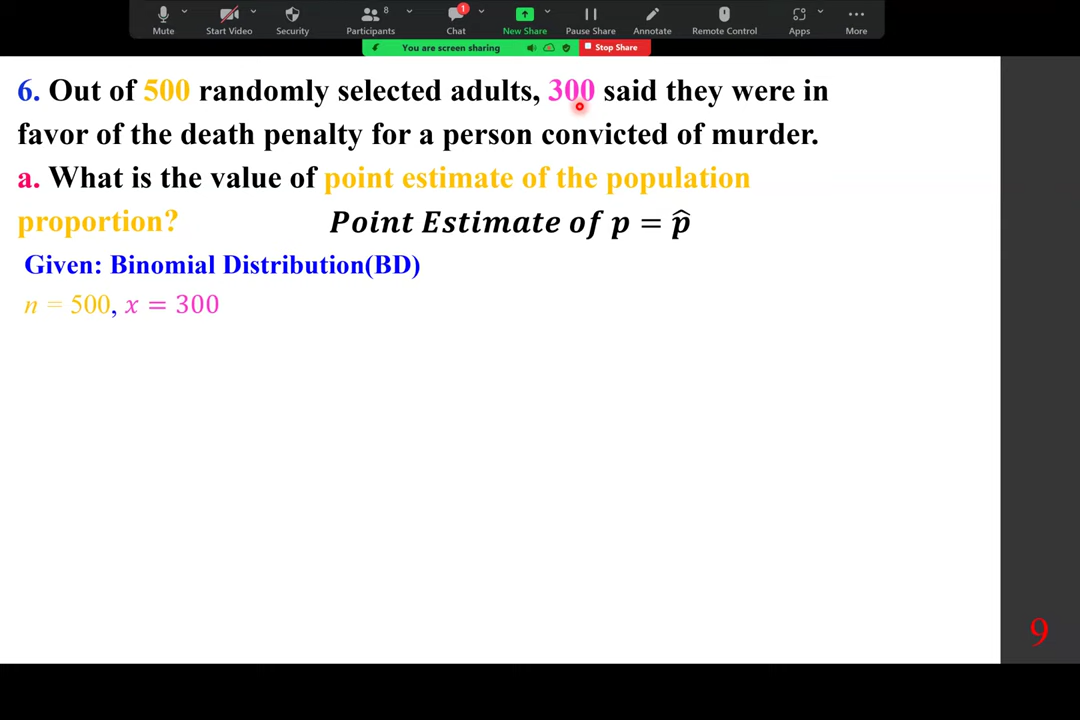 8 1
Mute Start Video Security Participants Chat New Share Pause Share Annotate Remote Control Apps More
You are screen sharing Stop Share
6. Out of 500 randomly selected adults, 300 said they were in
favor of the death penalty for a person convicted of murder.
a. What is the value of point estimate of the population
proportion? Point Estimate of p = p̂
Given: Binomial Distribution(BD)
n = 500, x = 300
9